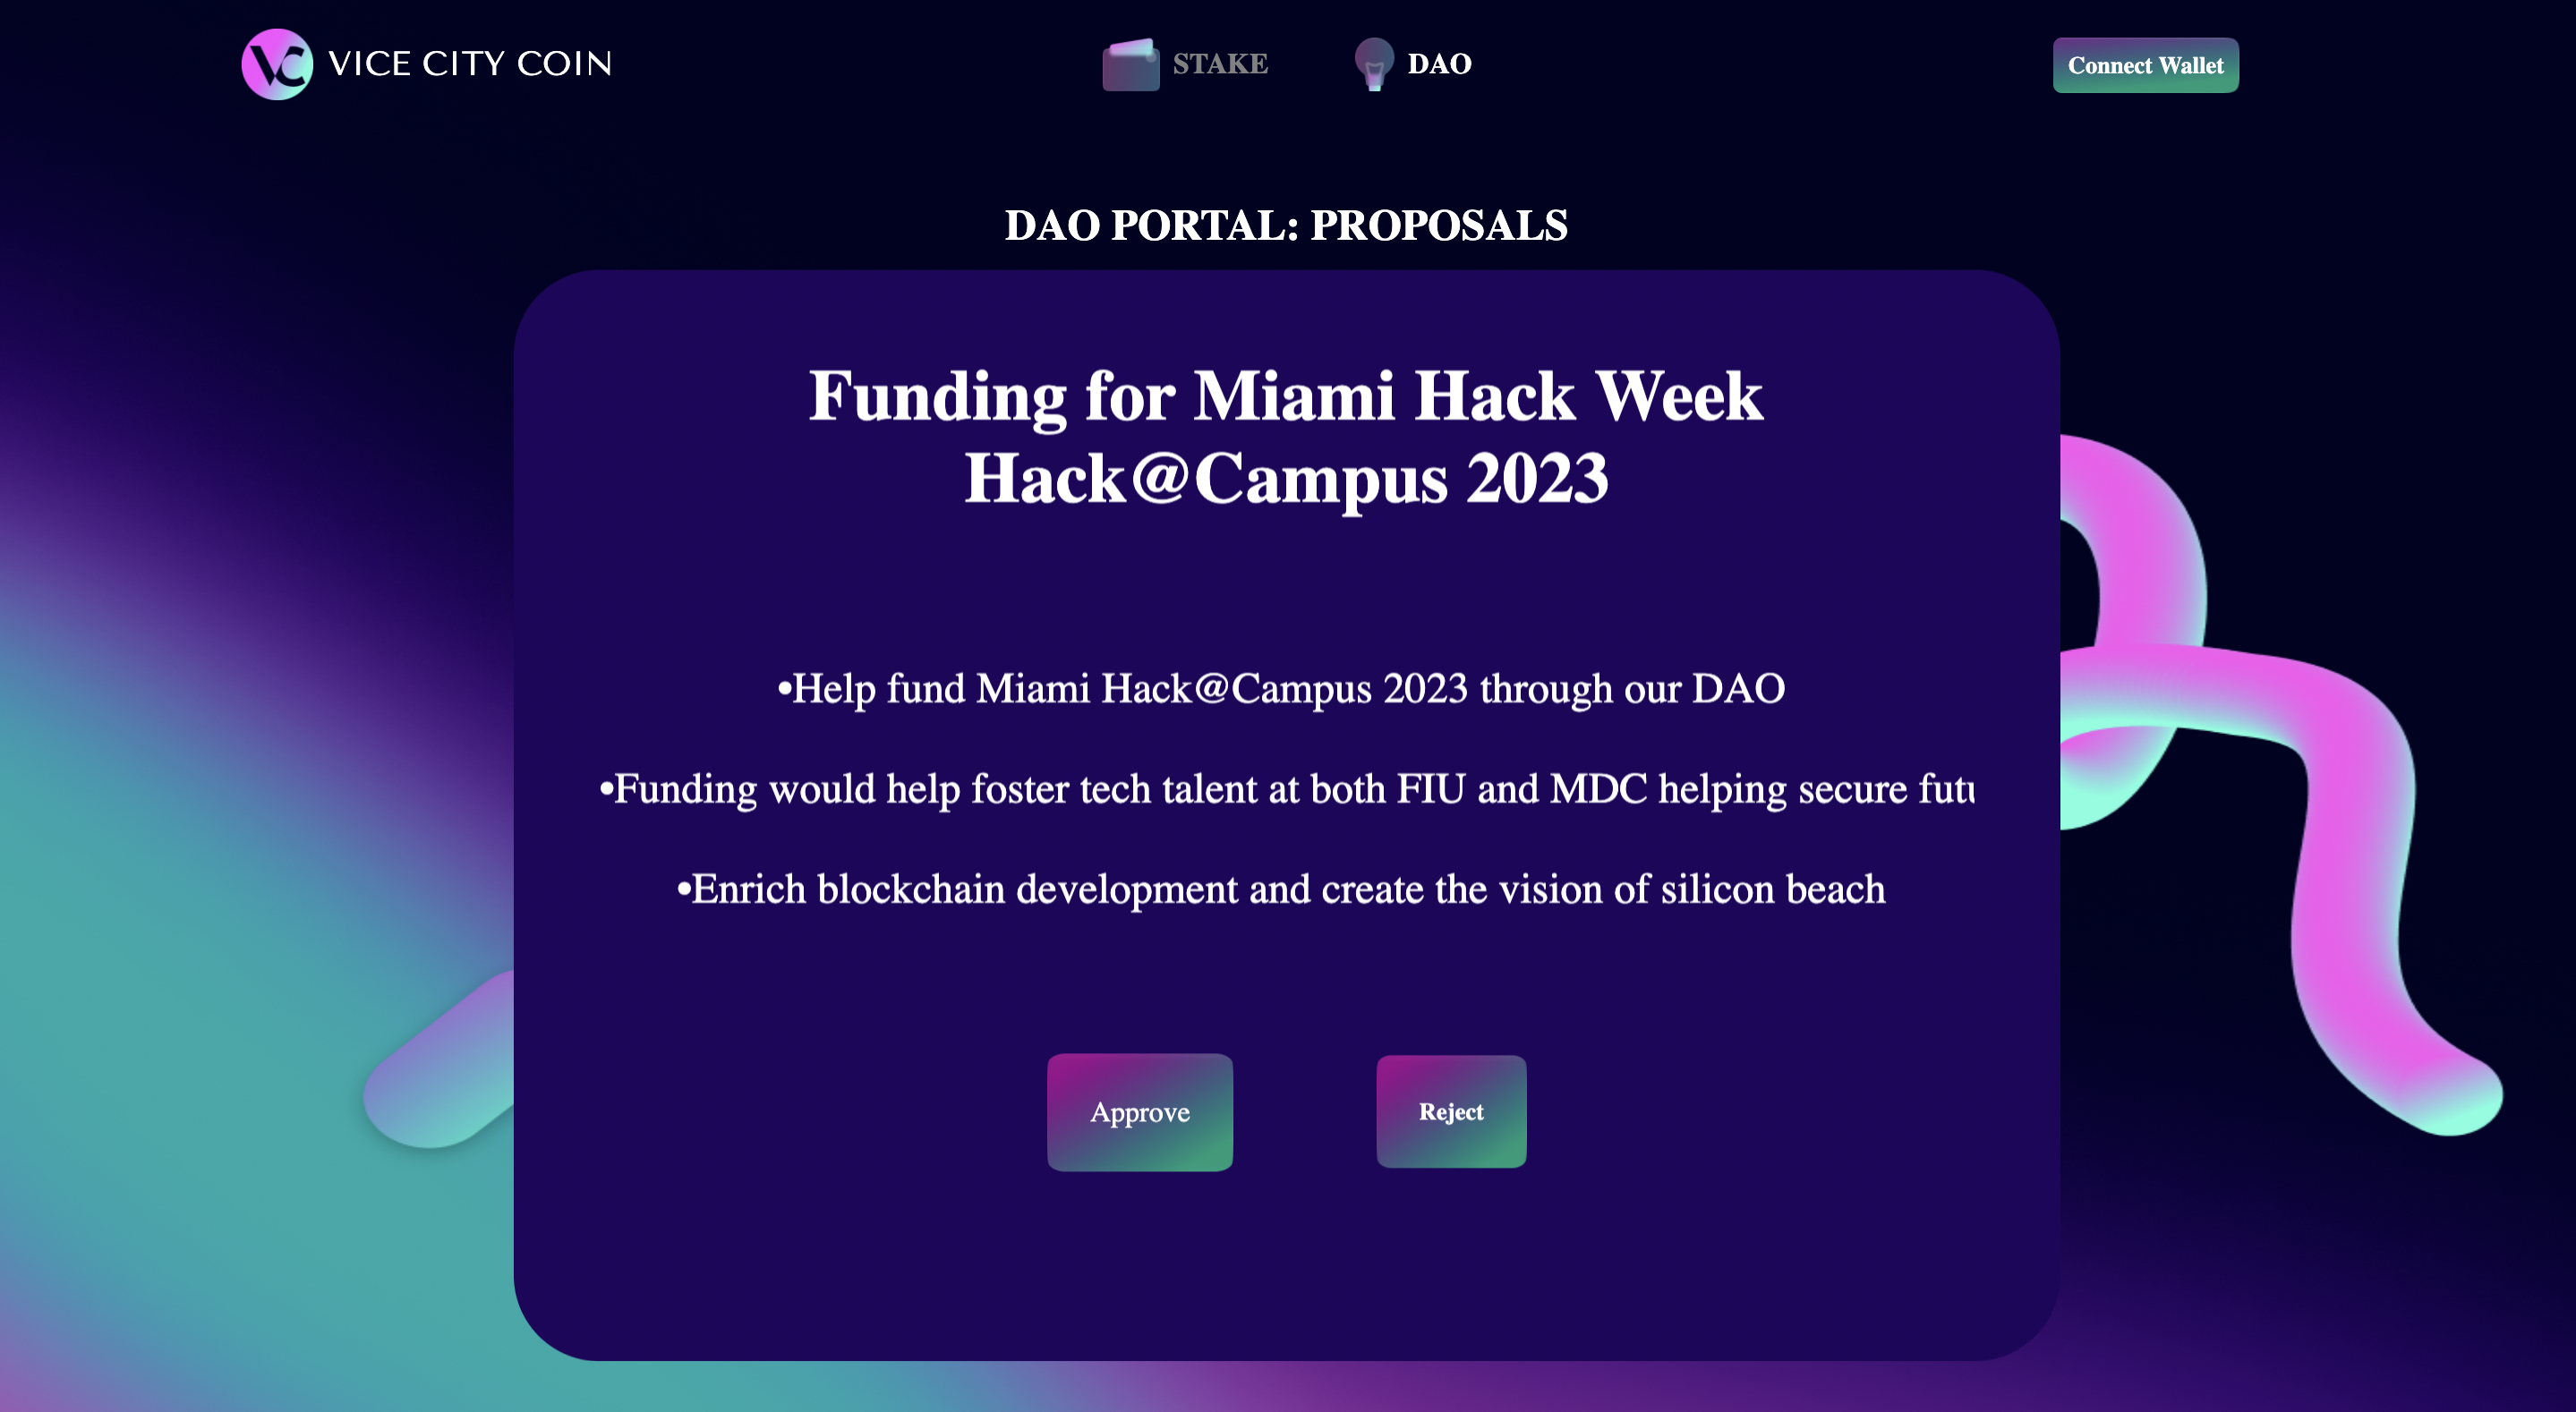 VC VICE CITY COIN
STAKE
DAO
Connect Wallet
DAO PORTAL: PROPOSALS
Funding for Miami Hack Week
Hack@Campus 2023
•Help fund Miami Hack@Campus 2023 through our DAO
•Funding would help foster tech talent at both FIU and MDC helping secure
•Enrich blockchain development and create the vision of silicon beach
Approve
Reject